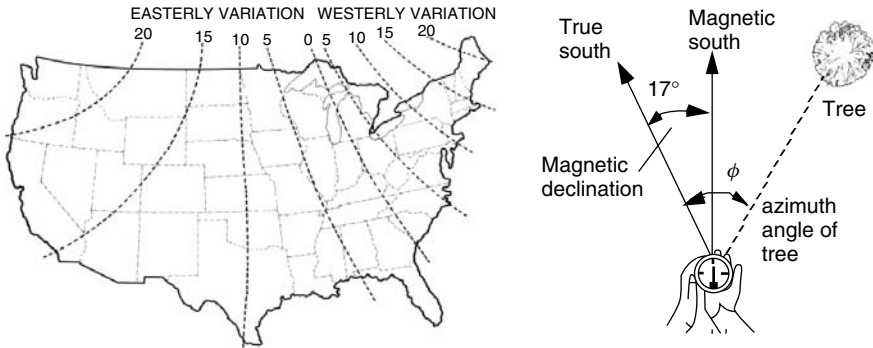 EASTERLY VARIATION WESTERLY VARIATION
20 15 10 5 0 5 10 15 20
True
south
Magnetic
south
17°
Tree
Magnetic
declination
ϕ
azimuth
angle of
tree